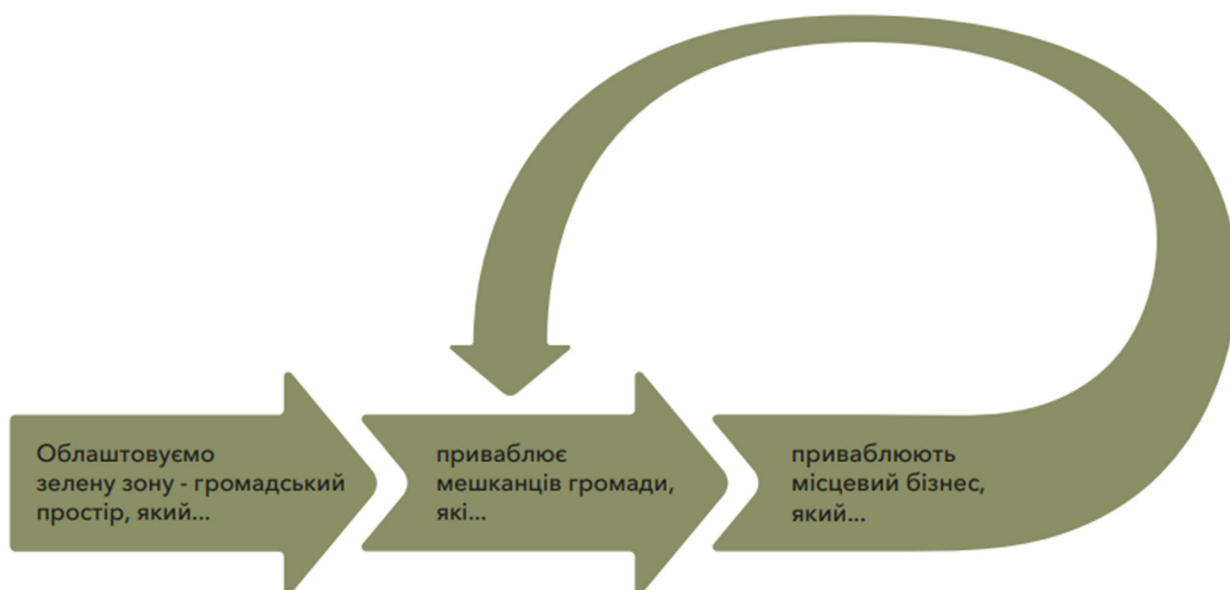 Облаштовуємо
зелену зону - громадський
простір, який...
приваблює
мешканців громади,
які...
приваблюють
місцевий бізнес,
який...